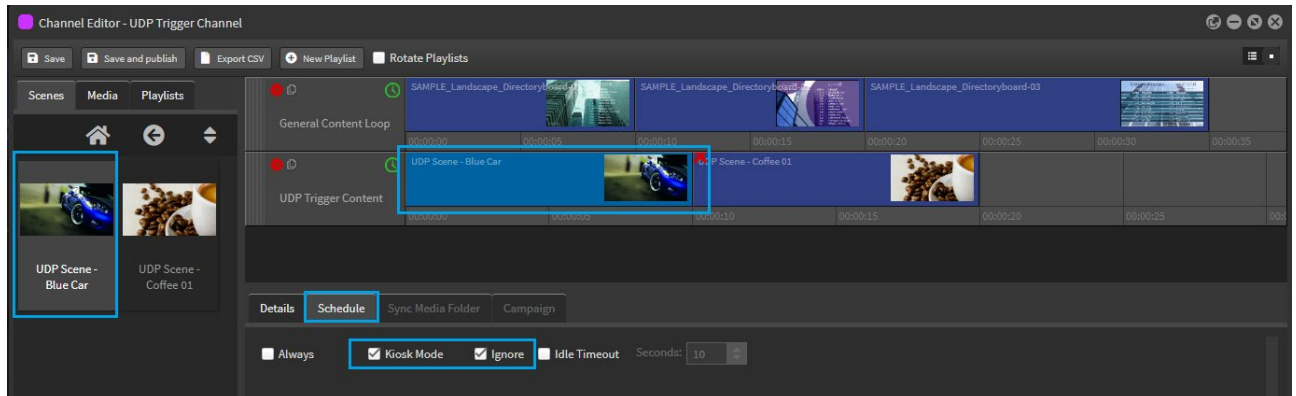 Channel Editor - UDP Trigger Channel
Save Save and publish Export CSV New Playlist Rotate Playlists
Scenes Media Playlists
SAMPLE_Landscape_Directoryboard- SAMPLE_Landscape_Directoryboard- SAMPLE_Landscape_Directoryboard-03
General Content Loop
00:00:00 00:00:05 00:00:10 00:00:15 00:00:20 00:00:25 00:00:30 00:00:35
UDP Scene - Blue Car UDP Scene - Coffee 01
UDP Trigger Content
00:00:00 00:00:05 00:00:10 00:00:15 00:00:20 00:00:25
UDP Scene - Blue Car
UDP Scene - Coffee 01
Details Schedule Sync Media Folder Campaign
Always Kiosk Mode Ignore Idle Timeout Seconds: 10